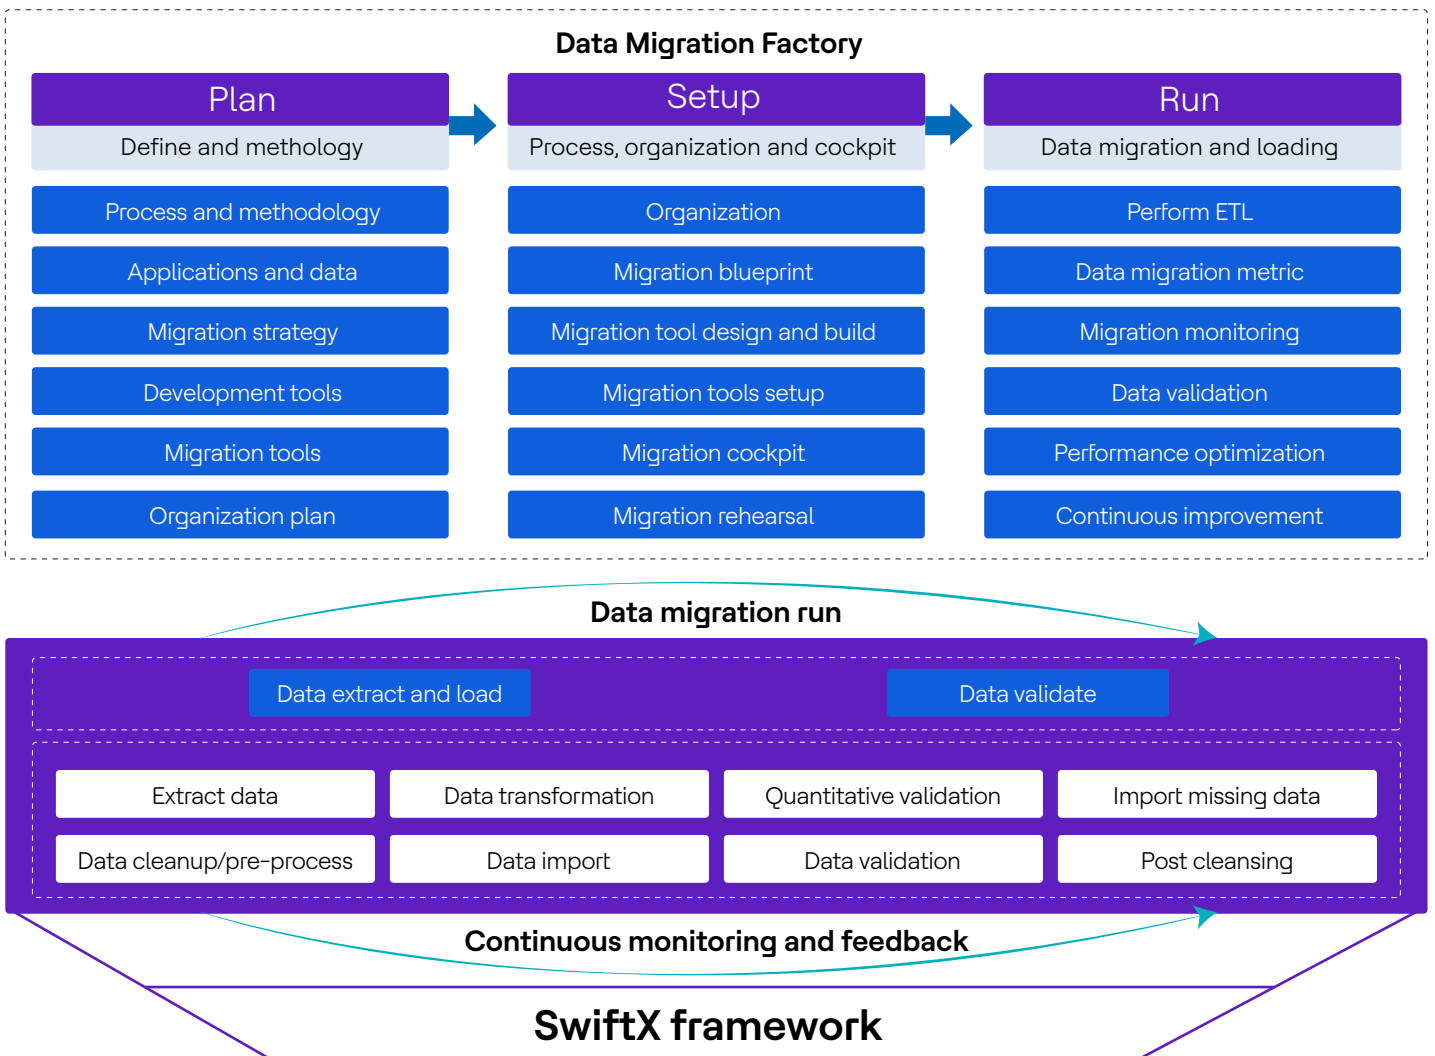 Data Migration Factory
Plan
Define and methology
Process and methodology
Applications and data
Migration strategy
Development tools
Migration tools
Organization plan
Setup
Process, organization and cockpit
Organization
Migration blueprint
Migration tool design and build
Migration tools setup
Migration cockpit
Migration rehearsal
Run
Data migration and loading
Perform ETL
Data migration metric
Migration monitoring
Data validation
Performance optimization
Continuous improvement
Data migration run
Data extract and load
Data validate
Extract data
Data transformation
Quantitative validation
Import missing data
Data cleanup/pre-process
Data import
Data validation
Post cleansing
Continuous monitoring and feedback
SwiftX framework